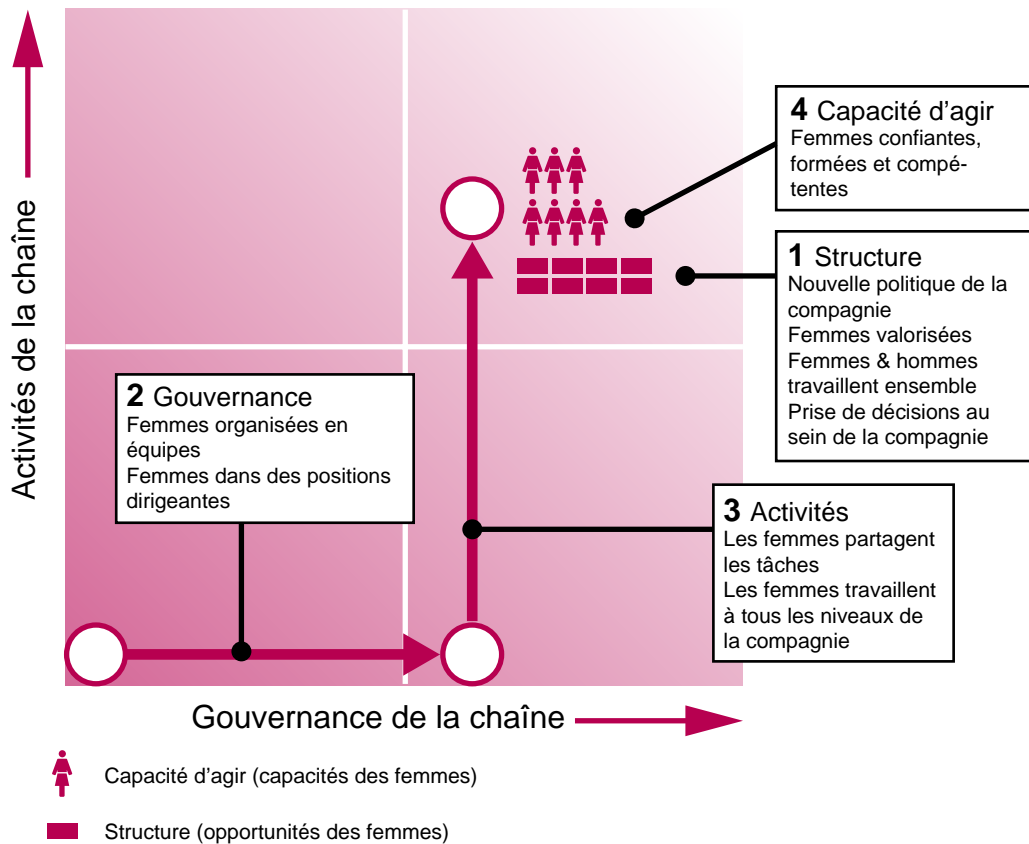 Activités de la chaîne
4 Capacité d'agir
Femmes confiantes,
formées et compé-
tentes
1 Structure
Nouvelle politique de la
compagnie
Femmes valorisées
Femmes & hommes
travaillent ensemble
Prise de décisions au
sein de la compagnie
2 Gouvernance
Femmes organisées en
équipes
Femmes dans des positions
dirigeantes
3 Activités
Les femmes partagent
les tâches
Les femmes travaillent
à tous les niveaux de
la compagnie
Gouvernance de la chaîne
Capacité d'agir (capacités des femmes)
Structure (opportunités des femmes)